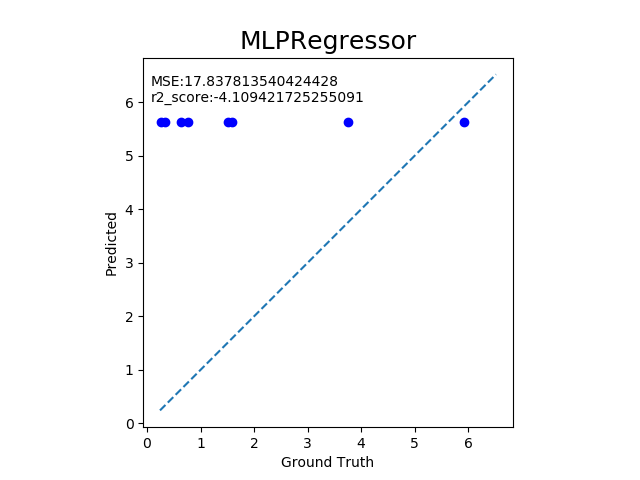 MLPRegressor
MSE:17.837813540424428
r2_score:-4.109421725255091
6
5
4
3
2
1
0
Predicted
0 1 2 3 4 5 6
Ground Truth